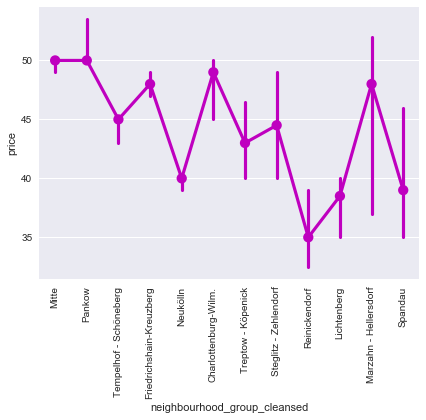 price
50
45
40
35
Mitte
Pankow
Tempelhof - Schöneberg
Friedrichshain-Kreuzberg
Neukölln
Charlottenburg-Wilm.
Treptow - Köpenick
Steglitz - Zehlendorf
Reinickendorf
Lichtenberg
Marzahn - Hellersdorf
Spandau
neighbourhood_group_cleansed